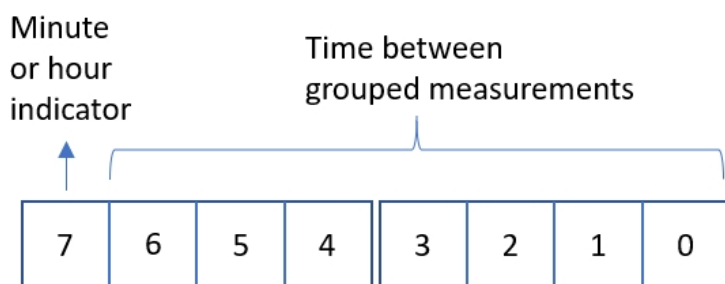 Minute
or hour
indicator
Time between
grouped measurements
7 6 5 4 3 2 1 0